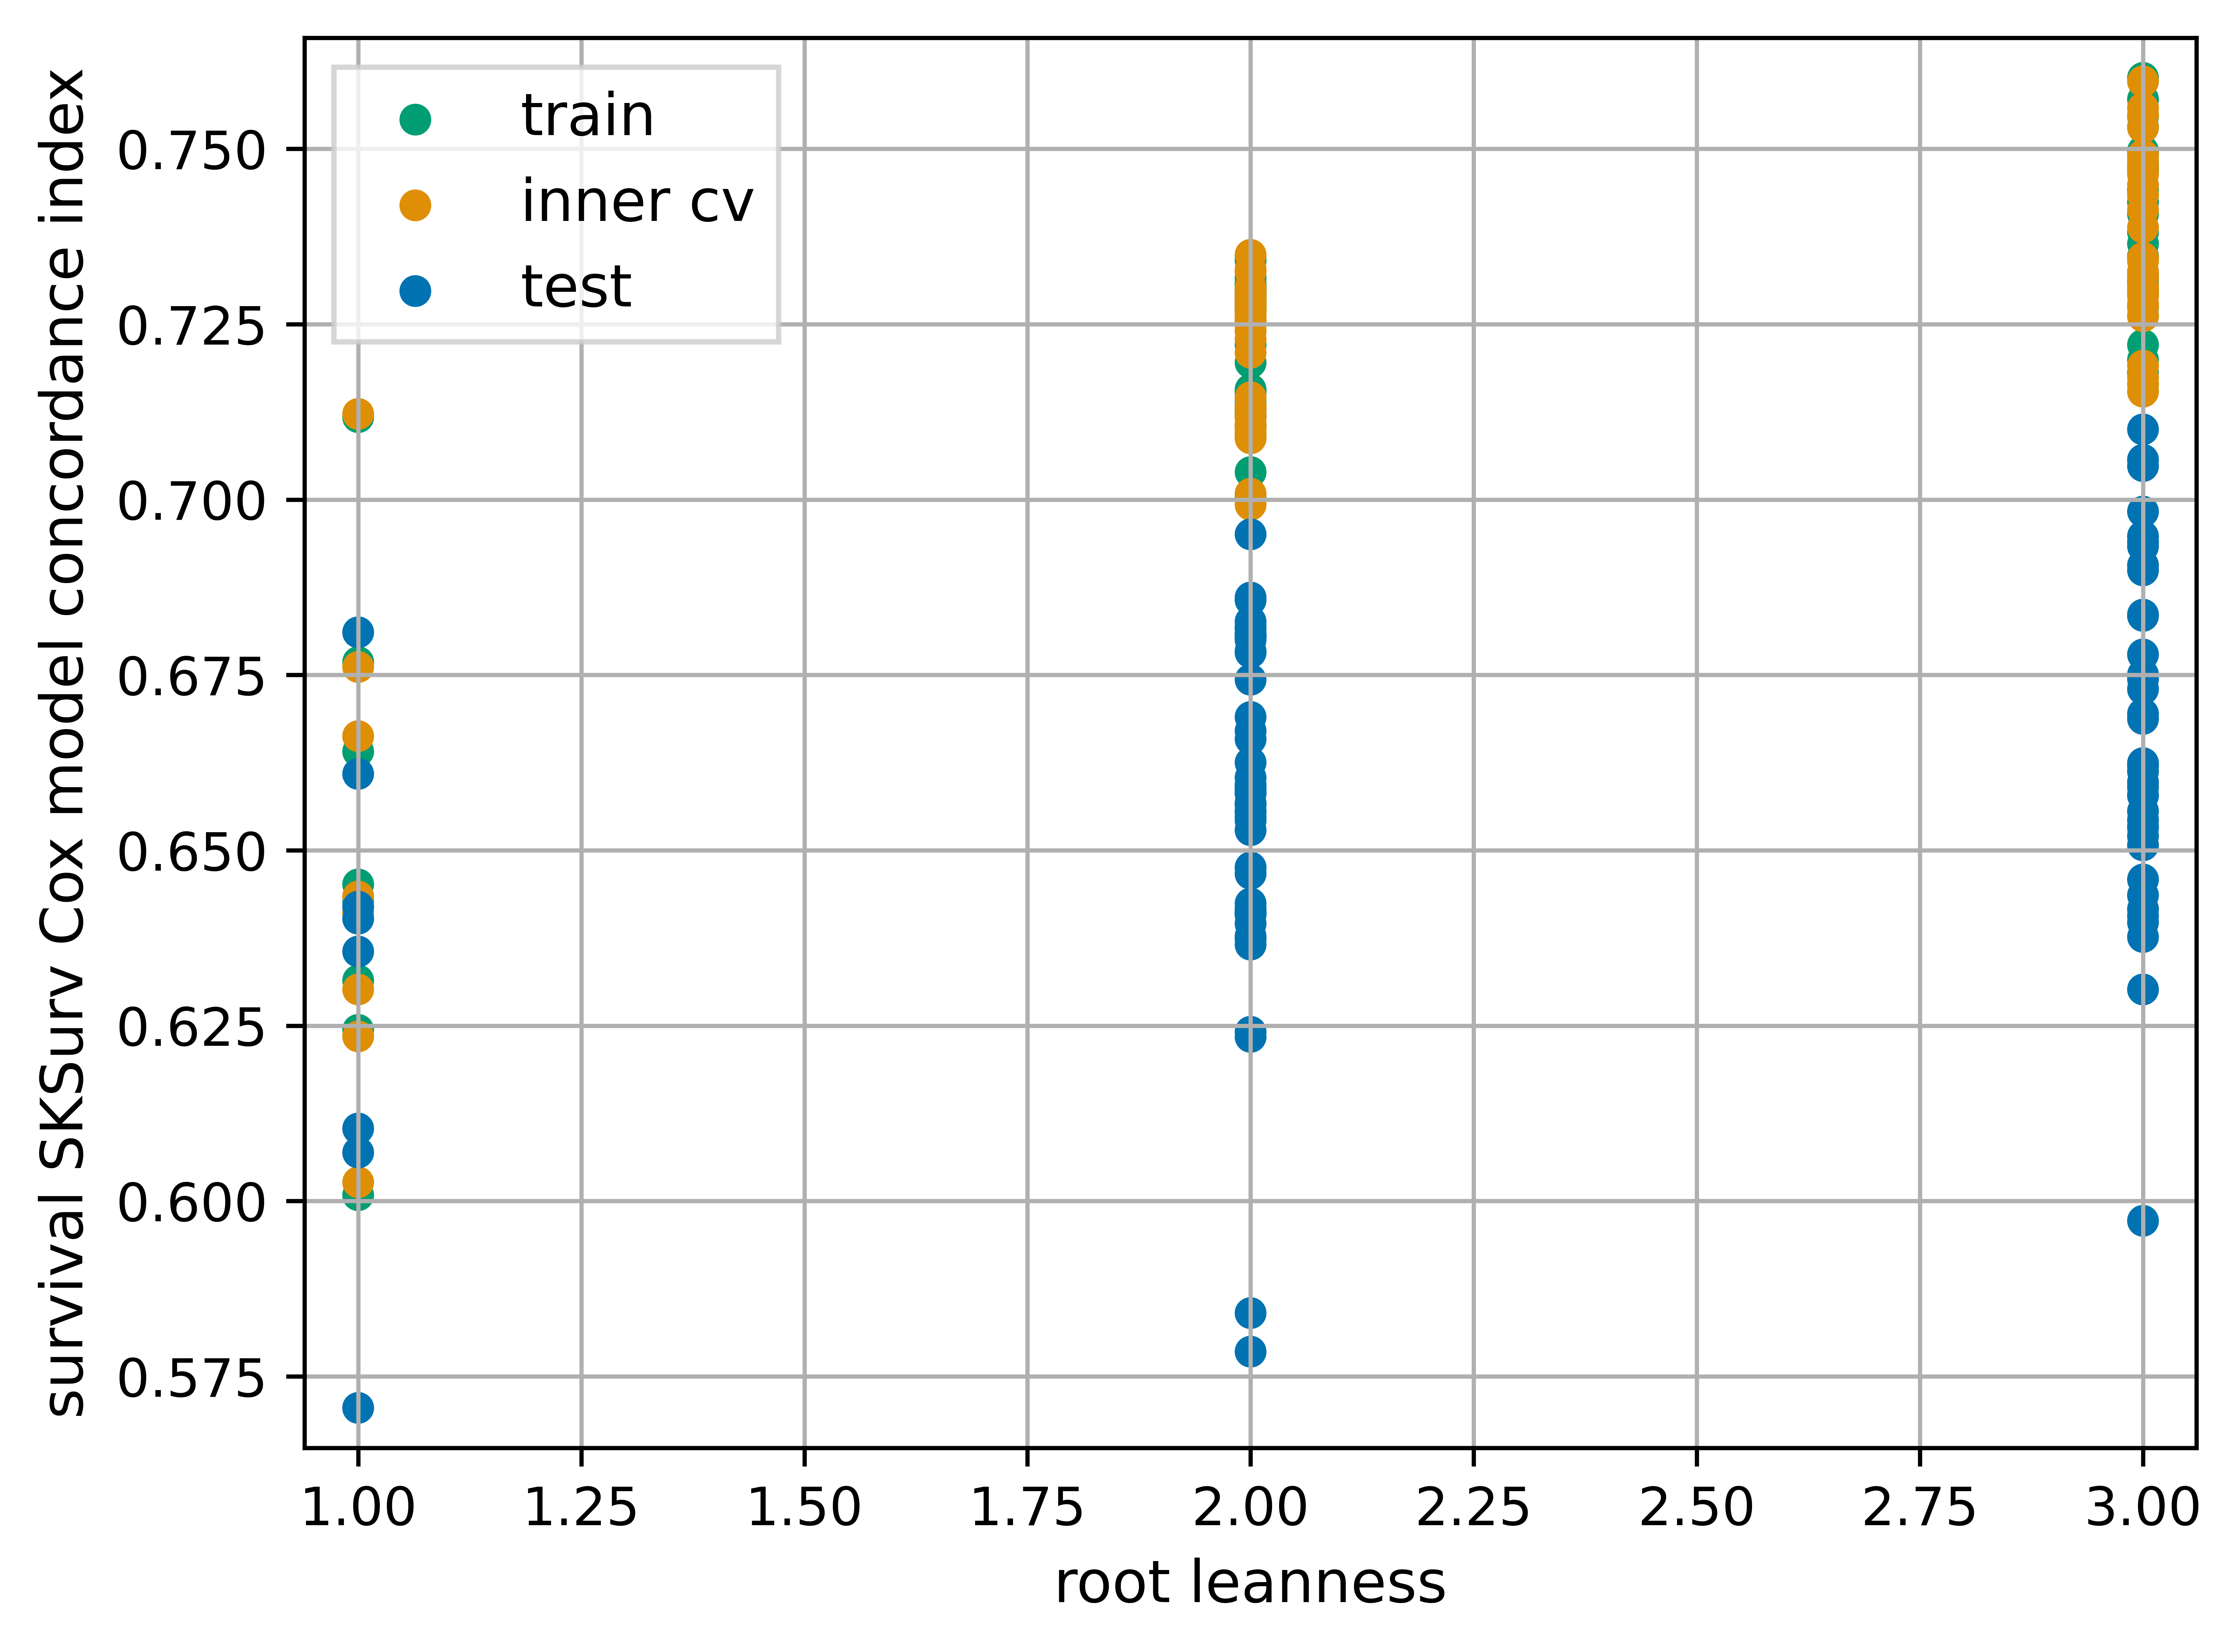 survival SKSurv Cox model concordance index
0.750
0.725
0.700
0.675
0.650
0.625
0.600
0.575
train
inner cv
test
1.00 1.25 1.50 1.75 2.00 2.25 2.50 2.75 3.00
root leanness